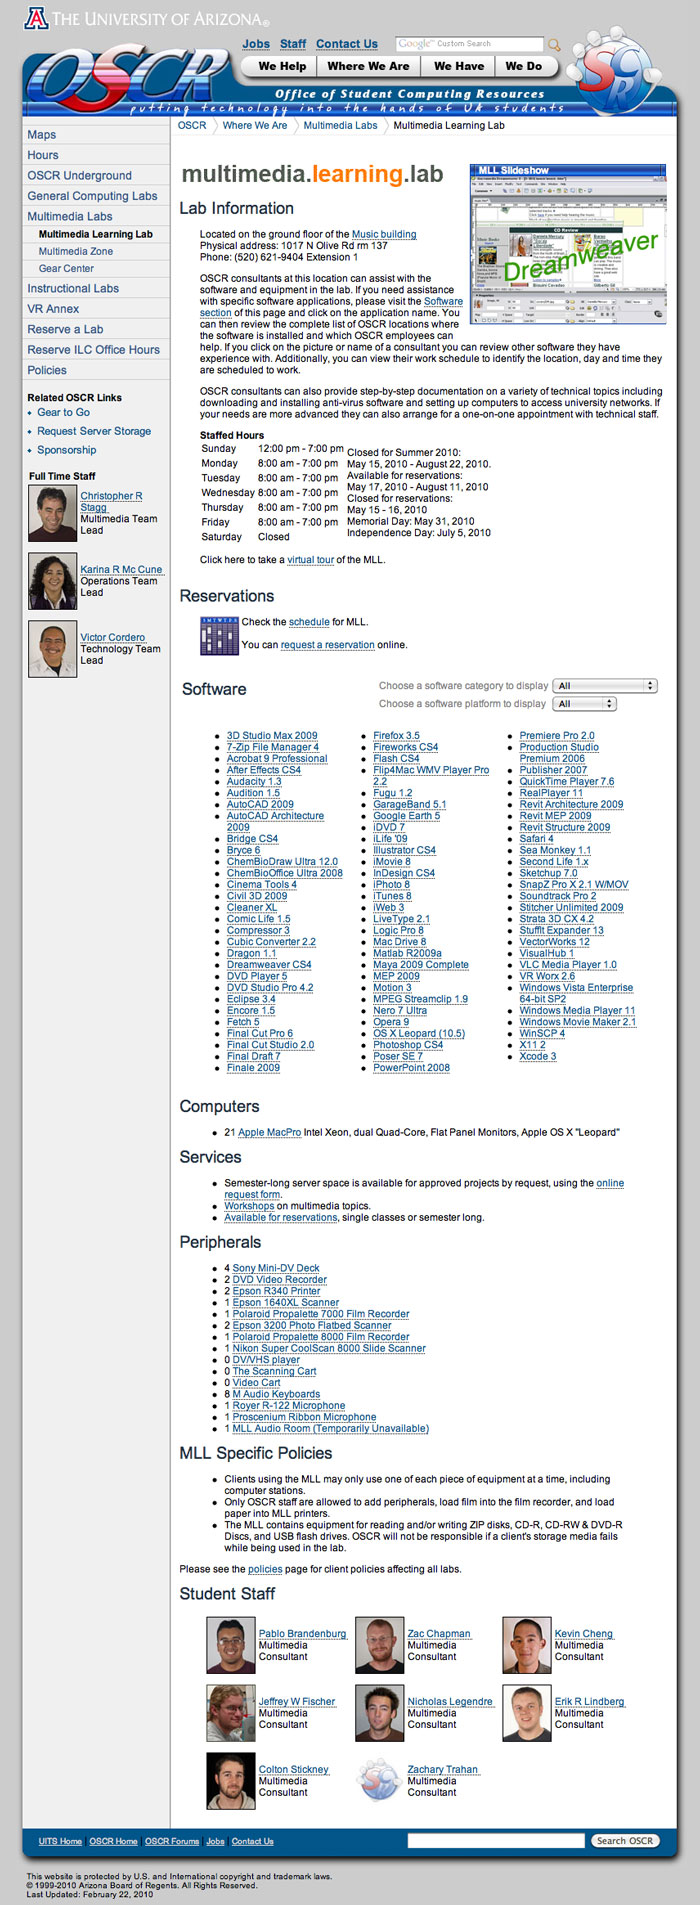 THE UNIVERSITY OF ARIZONA®
Jobs Staff Contact Us
Google™ Custom Search
We Help Where We Are We Have We Do
OSCR
Office of Student Computing Resources
putting technology into the hands of UA students
OSCR Where We Are Multimedia Labs Multimedia Learning Lab
Maps
Hours
OSCR Underground
General Computing Labs
Multimedia Labs
Multimedia Learning Lab
Multimedia Zone
Gear Center
Instructional Labs
VR Annex
Reserve a Lab
Reserve ILC Office Hours
Policies
Related OSCR Links
Gear to Go
Request Server Storage
Sponsorship
Full Time Staff
Christopher R
Stagg
Multimedia Team
Lead
Karina R Mc Cune
Operations Team
Lead
Victor Cordero
Technology Team
Lead
multimedia.learning.lab
MLL Slideshow
CD Review
Dreamweaver
Lab Information
Located on the ground floor of the Music building
Physical address: 1017 N Olive Rd rm 137
Phone: (520) 621-9404 Extension 1
OSCR consultants at this location can assist with the
software and equipment in the lab. If you need assistance
with specific software applications, please visit the Software
section of this page and click on the application name. You
can then review the complete list of OSCR locations where
the software is installed and which OSCR employees can
help. If you click on the picture or name of a consultant you can review other software they have
experience with. Additionally, you can view their work schedule to identify the location, day and time they
are scheduled to work.
OSCR consultants can also provide step-by-step documentation on a variety of technical topics including
downloading and installing anti-virus software and setting up computers to access university networks. If
your needs are more advanced they can also arrange for a one-on-one appointment with technical staff.
Staffed Hours
Sunday 12:00 pm - 7:00 pm
Monday 8:00 am - 7:00 pm
Tuesday 8:00 am - 7:00 pm
Wednesday 8:00 am - 7:00 pm
Thursday 8:00 am - 7:00 pm
Friday 8:00 am - 7:00 pm
Saturday Closed
Closed for Summer 2010:
May 15, 2010 - August 22, 2010.
Available for reservations:
May 17, 2010 - August 11, 2010
Closed for reservations:
May 15 - 16, 2010
Memorial Day: May 31, 2010
Independence Day: July 5, 2010
Click here to take a virtual tour of the MLL.
Reservations
Check the schedule for MLL.
You can request a reservation online.
Software
Choose a software category to display All
Choose a software platform to display All
3D Studio Max 2009
7-Zip File Manager 4
Acrobat 9 Professional
After Effects CS4
Audacity 1.3
Audition 1.5
AutoCAD 2009
AutoCAD Architecture
2009
Bridge CS4
Bryce 6
ChemBioDraw Ultra 12.0
ChemBioOffice Ultra 2008
Cinema Tools 4
Civil 3D 2009
Cleaner XL
Comic Life 1.5
Compressor 3
Cubic Converter 2.2
Dragon 1.1
Dreamweaver CS4
DVD Player 5
DVD Studio Pro 4.2
Eclipse 3.4
Encore 1.5
Fetch 5
Final Cut Pro 6
Final Cut Studio 2.0
Final Draft 7
Finale 2009
Firefox 3.5
Fireworks CS4
Flash CS4
Flip4Mac WMV Player Pro
2.2
Fugu 1.2
GarageBand 5.1
Google Earth 5
iDVD 7
iLife '09
Illustrator CS4
iMovie 8
InDesign CS4
iPhoto 8
iTunes 8
iWeb 3
LiveType 2.1
Logic Pro 8
Mac Drive 8
Matlab R2009a
Maya 2009 Complete
MEP 2009
Motion 3
MPEG Streamclip 1.9
Nero 7 Ultra
Opera 9
OS X Leopard (10.5)
Photoshop CS4
Poser SE 7
PowerPoint 2008
Premiere Pro 2.0
Production Studio
Premium 2006
Publisher 2007
QuickTime Player 7.6
RealPlayer 11
Revit Architecture 2009
Revit MEP 2009
Revit Structure 2009
Safari 4
Sea Monkey 1.1
Second Life 1.x
Sketchup 7.0
SnapZ Pro X 2.1 W/MOV
Soundtrack Pro 2
Stitcher Unlimited 2009
Strata 3D CX 4.2
StuffIt Expander 13
VectorWorks 12
VisualHub 1
VLC Media Player 1.0
VR Worx 2.6
Windows Vista Enterprise
64-bit SP2
Windows Media Player 11
Windows Movie Maker 2.1
WinSCP 4
X11 2
Xcode 3
Computers
21 Apple MacPro Intel Xeon, dual Quad-Core, Flat Panel Monitors, Apple OS X "Leopard"
Services
Semester-long server space is available for approved projects by request, using the online
request form.
Workshops on multimedia topics.
Available for reservations, single classes or semester long.
Peripherals
4 Sony Mini-DV Deck
2 DVD Video Recorder
2 Epson R340 Printer
1 Epson 1640XL Scanner
1 Polaroid Propalette 7000 Film Recorder
2 Epson 3200 Photo Flatbed Scanner
1 Polaroid Propalette 8000 Film Recorder
1 Nikon Super CoolScan 8000 Slide Scanner
0 DV/VHS player
0 The Scanning Cart
0 Video Cart
8 M Audio Keyboards
1 Royer R-122 Microphone
1 Proscenium Ribbon Microphone
1 MLL Audio Room (Temporarily Unavailable)
MLL Specific Policies
Clients using the MLL may only use one of each piece of equipment at a time, including
computer stations.
Only OSCR staff are allowed to add peripherals, load film into the film recorder, and load
paper into MLL printers.
The MLL contains equipment for reading and/or writing ZIP disks, CD-R, CD-RW & DVD-R
Discs, and USB flash drives. OSCR will not be responsible if a client's storage media fails
while being used in the lab.
Please see the policies page for client policies affecting all labs.
Student Staff
Pablo Brandenburg
Multimedia
Consultant
Zac Chapman
Multimedia
Consultant
Kevin Cheng
Multimedia
Consultant
Jeffrey W Fischer
Multimedia
Consultant
Nicholas Legendre
Multimedia
Consultant
Erik R Lindberg
Multimedia
Consultant
Colton Stickney
Multimedia
Consultant
Zachary Trahan
Multimedia
Consultant
UITS Home OSCR Home OSCR Forums Jobs Contact Us
Search OSCR
This website is protected by U.S. and International copyright and trademark laws.
© 1999-2010 Arizona Board of Regents. All Rights Reserved.
Last Updated: February 22, 2010